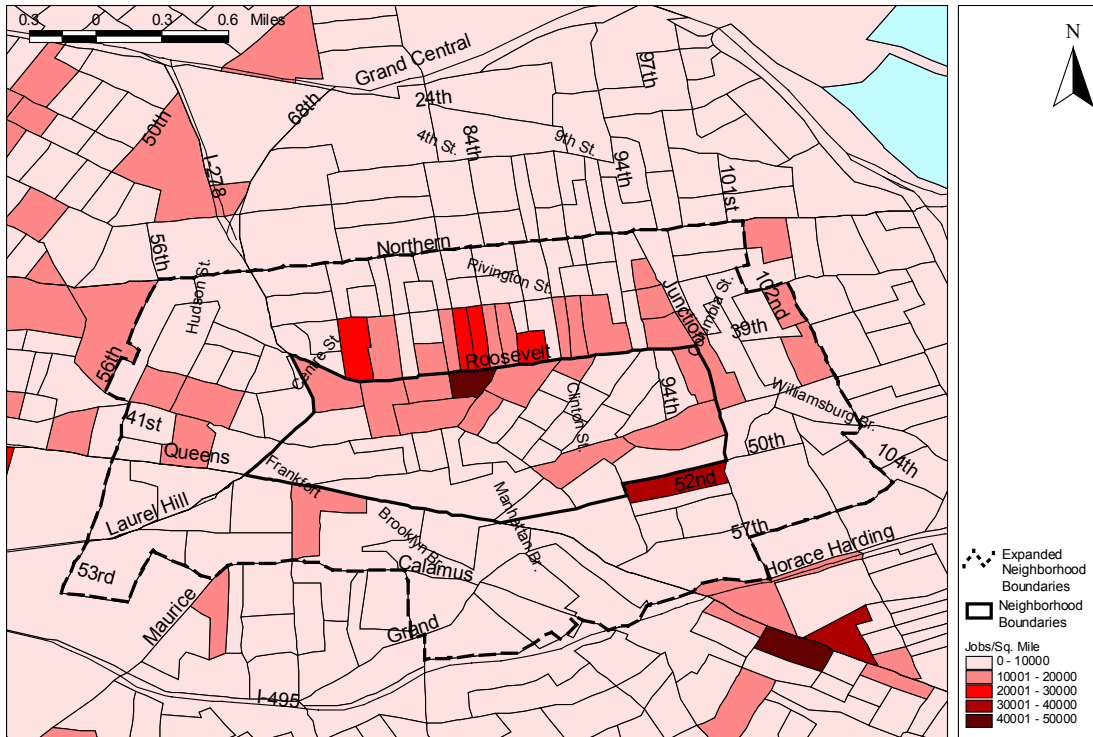 0.3 0 0.3 0.6 Miles
N
Grand Central
97th
68th
24th
50th
4th St.
84th
9th St.
94th
I-278
101st
56th
Northern
Hudson St.
Rivington St.
102nd
Junction
Columbia St.
39th
Centre St.
Roosevelt
56th
Clinton St.
94th
Williamsburg Br.
41st
Queens
50th
104th
Frankfort
52nd
Laurel Hill
Manhattan Br.
Brooklyn Br.
57th
Horace Harding
53rd
Calamus
Maurice
Grand
I-495
Expanded
Neighborhood
Boundaries
Neighborhood
Boundaries
Jobs/Sq. Mile
0 - 10000
10001 - 20000
20001 - 30000
30001 - 40000
40001 - 50000